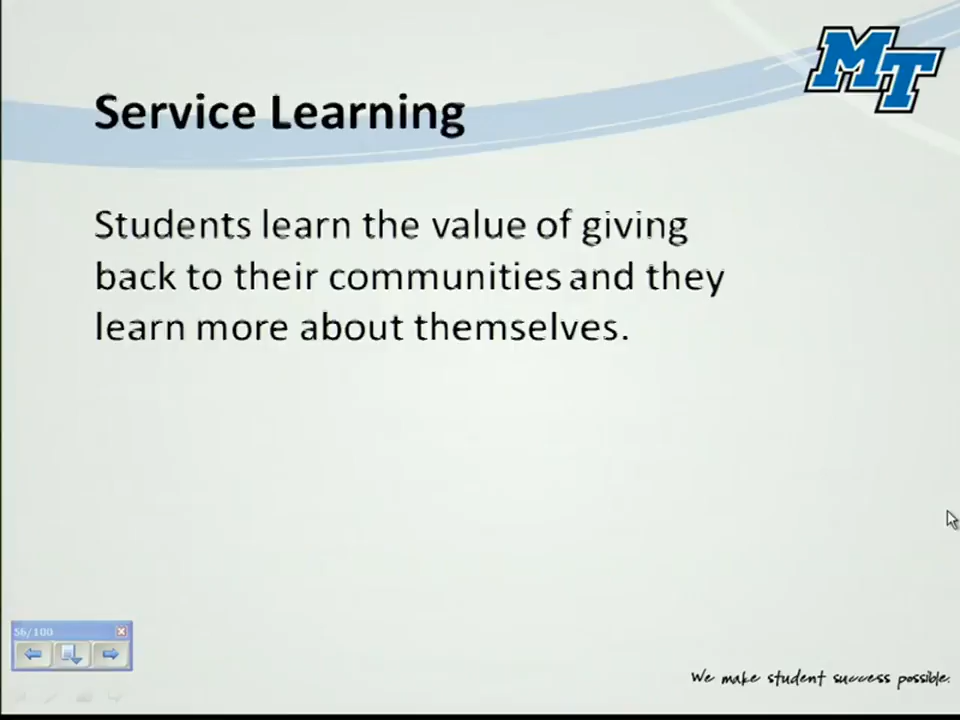 MT
Service Learning
Students learn the value of giving
back to their communities and they
learn more about themselves.
56/100
We make student success possible.